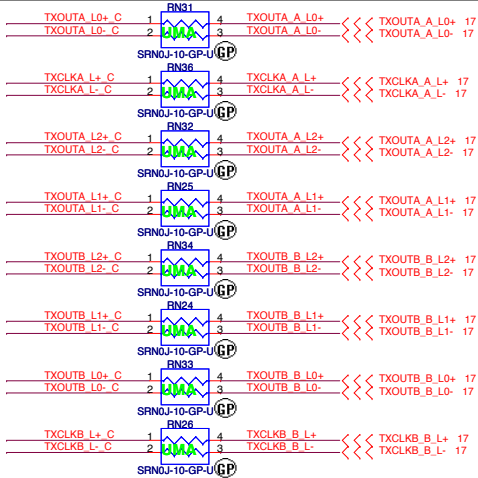 RN31
TXOUTA_L0+_C 1 4 TXOUTA_A_L0+ TXOUTA_A_L0+ 17
TXOUTA_L0-_C 2 UMA 3 TXOUTA_A_L0- TXOUTA_A_L0- 17
SRN0J-10-GP-U GP
RN36
TXCLKA_L+_C 1 4 TXCLKA_A_L+ TXCLKA_A_L+ 17
TXCLKA_L-_C 2 UMA 3 TXCLKA_A_L- TXCLKA_A_L- 17
SRN0J-10-GP-U GP
RN32
TXOUTA_L2+_C 1 4 TXOUTA_A_L2+ TXOUTA_A_L2+ 17
TXOUTA_L2-_C 2 UMA 3 TXOUTA_A_L2- TXOUTA_A_L2- 17
SRN0J-10-GP-U GP
RN25
TXOUTA_L1+_C 1 4 TXOUTA_A_L1+ TXOUTA_A_L1+ 17
TXOUTA_L1-_C 2 UMA 3 TXOUTA_A_L1- TXOUTA_A_L1- 17
SRN0J-10-GP-U GP
RN34
TXOUTB_L2+_C 1 4 TXOUTB_B_L2+ TXOUTB_B_L2+ 17
TXOUTB_L2-_C 2 UMA 3 TXOUTB_B_L2- TXOUTB_B_L2- 17
SRN0J-10-GP-U GP
RN24
TXOUTB_L1+_C 1 4 TXOUTB_B_L1+ TXOUTB_B_L1+ 17
TXOUTB_L1-_C 2 UMA 3 TXOUTB_B_L1- TXOUTB_B_L1- 17
SRN0J-10-GP-U GP
RN33
TXOUTB_L0+_C 1 4 TXOUTB_B_L0+ TXOUTB_B_L0+ 17
TXOUTB_L0-_C 2 UMA 3 TXOUTB_B_L0- TXOUTB_B_L0- 17
SRN0J-10-GP-U GP
RN26
TXCLKB_L+_C 1 4 TXCLKB_B_L+ TXCLKB_B_L+ 17
TXCLKB_L-_C 2 UMA 3 TXCLKB_B_L- TXCLKB_B_L- 17
SRN0J-10-GP-U GP